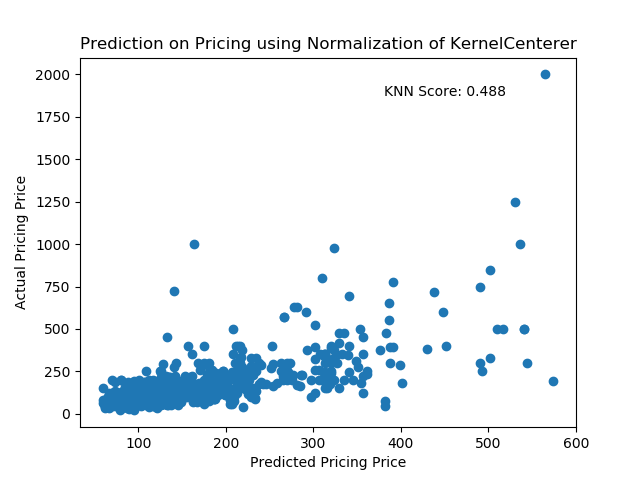 Prediction on Pricing using Normalization of KernelCenterer
2000
KNN Score: 0.488
1750
1500
1250
1000
750
500
250
0
Actual Pricing Price
100 200 300 400 500 600
Predicted Pricing Price